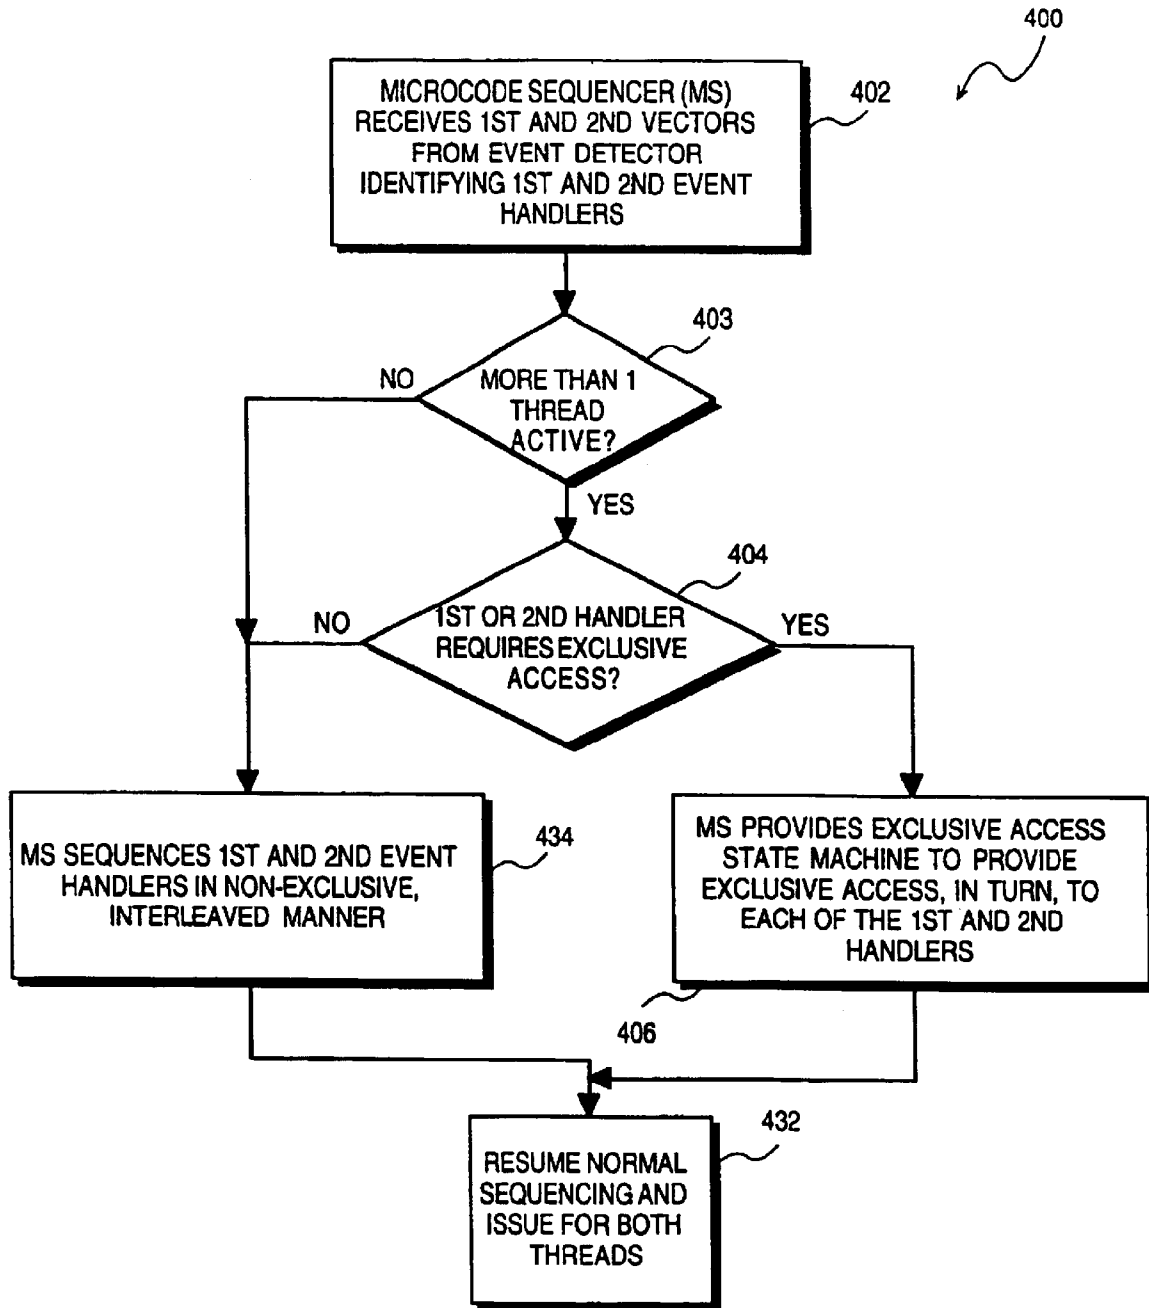 400
MICROCODE SEQUENCER (MS)
RECEIVES 1ST AND 2ND VECTORS
FROM EVENT DETECTOR
IDENTIFYING 1ST AND 2ND EVENT
HANDLERS
402
403
NO
MORE THAN 1
THREAD
ACTIVE?
YES
404
NO
1ST OR 2ND HANDLER
REQUIRES EXCLUSIVE
ACCESS?
YES
MS SEQUENCES 1ST AND 2ND EVENT
HANDLERS IN NON-EXCLUSIVE,
INTERLEAVED MANNER
434
MS PROVIDES EXCLUSIVE ACCESS
STATE MACHINE TO PROVIDE
EXCLUSIVE ACCESS, IN TURN, TO
EACH OF THE 1ST AND 2ND
HANDLERS
406
432
RESUME NORMAL
SEQUENCING AND
ISSUE FOR BOTH
THREADS